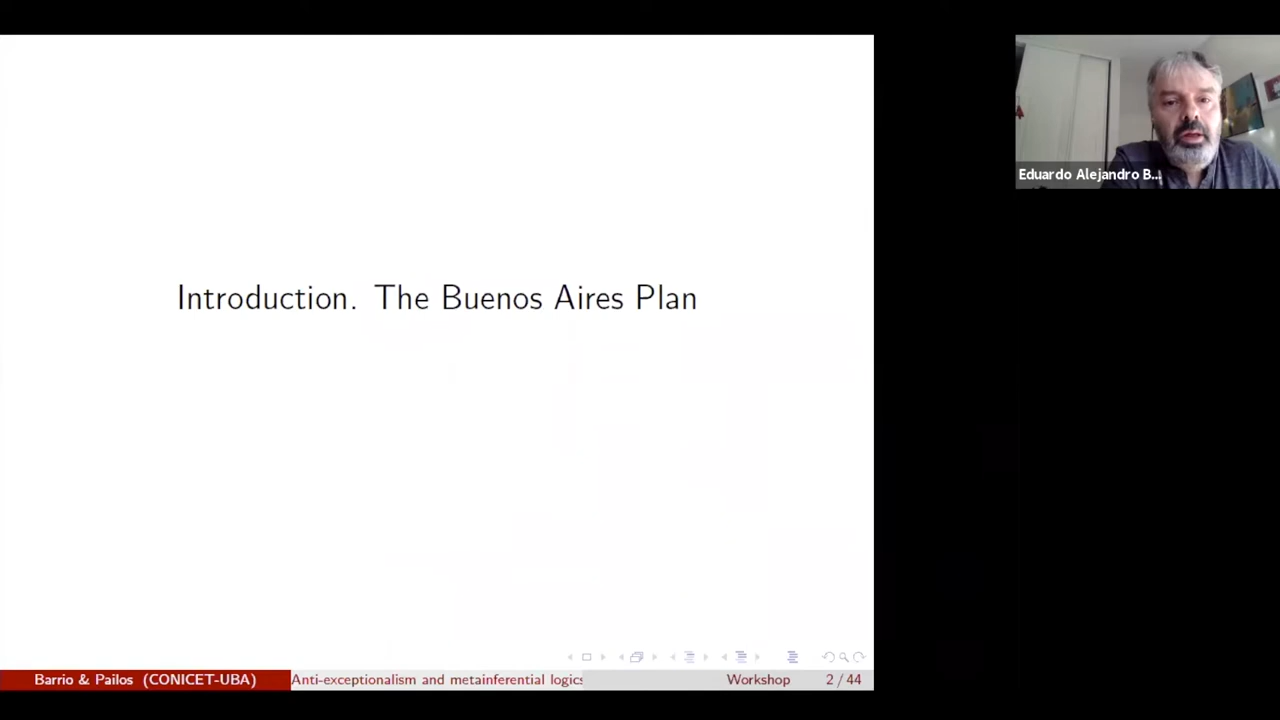 Introduction. The Buenos Aires Plan
Eduardo Alejandro B...
Barrio & Pailos (CONICET-UBA) Anti-exceptionalism and metainferential logics Workshop 2 / 44